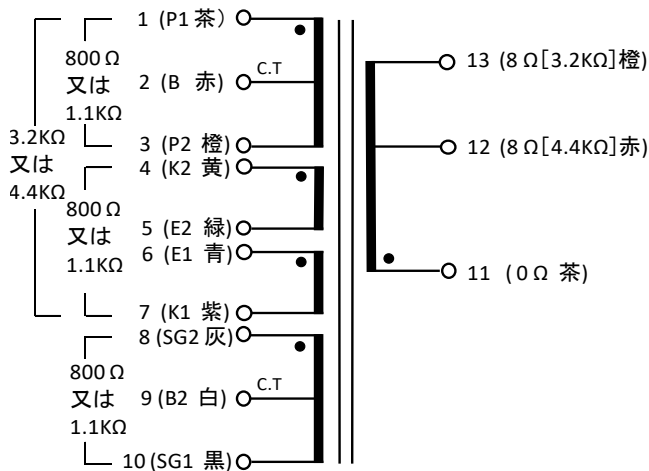 1 (P1 茶)
800Ω
又は
1.1KΩ
2 (B 赤)
C.T
3 (P2 橙)
3.2KΩ
又は
4.4KΩ
4 (K2 黄)
800Ω
又は
1.1KΩ
5 (E2 緑)
6 (E1 青)
7 (K1 紫)
8 (SG2 灰)
800Ω
又は
1.1KΩ
9 (B2 白)
C.T
10 (SG1 黒)
13 (8Ω[3.2KΩ]橙)
12 (8Ω[4.4KΩ]赤)
11 (0Ω 茶)